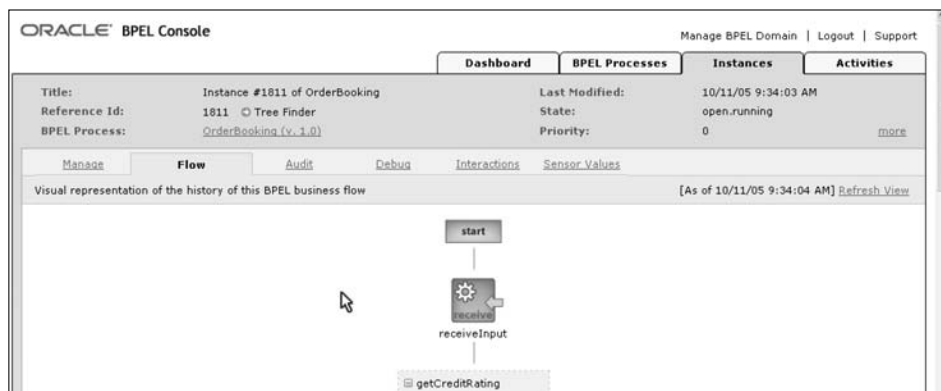 ORACLE BPEL Console
Manage BPEL Domain | Logout | Support
Dashboard BPEL Processes Instances Activities
Title: Instance #1811 of OrderBooking Last Modified: 10/11/05 9:34:03 AM
Reference Id: 1811 Tree Finder State: open.running
BPEL Process: OrderBooking (v. 1.0) Priority: 0 more
Manage Flow Audit Debug Interactions Sensor Values
Visual representation of the history of this BPEL business flow [As of 10/11/05 9:34:04 AM] Refresh View
start
receive
receiveInput
getCreditRating